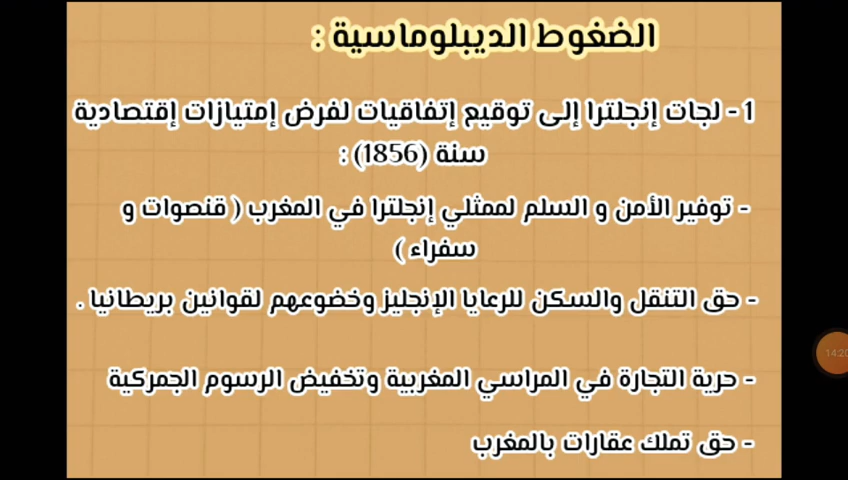 الضغوط الديبلوماسية :
1 - لجات إنجلترا إلى توقيع إتفاقيات لفرض إمتيازات إقتصادية
سنة (1856) :
- توفير الأمن و السلم لممثلي إنجلترا في المغرب ( قنصوات و
سفراء )
- حق التنقل والسكن للرعايا الإنجليز وخضوعهم لقوانين بريطانيا .
- حرية التجارة في المراسي المغربية وتخفيض الرسوم الجمركية
- حق تملك عقارات بالمغرب
14:20